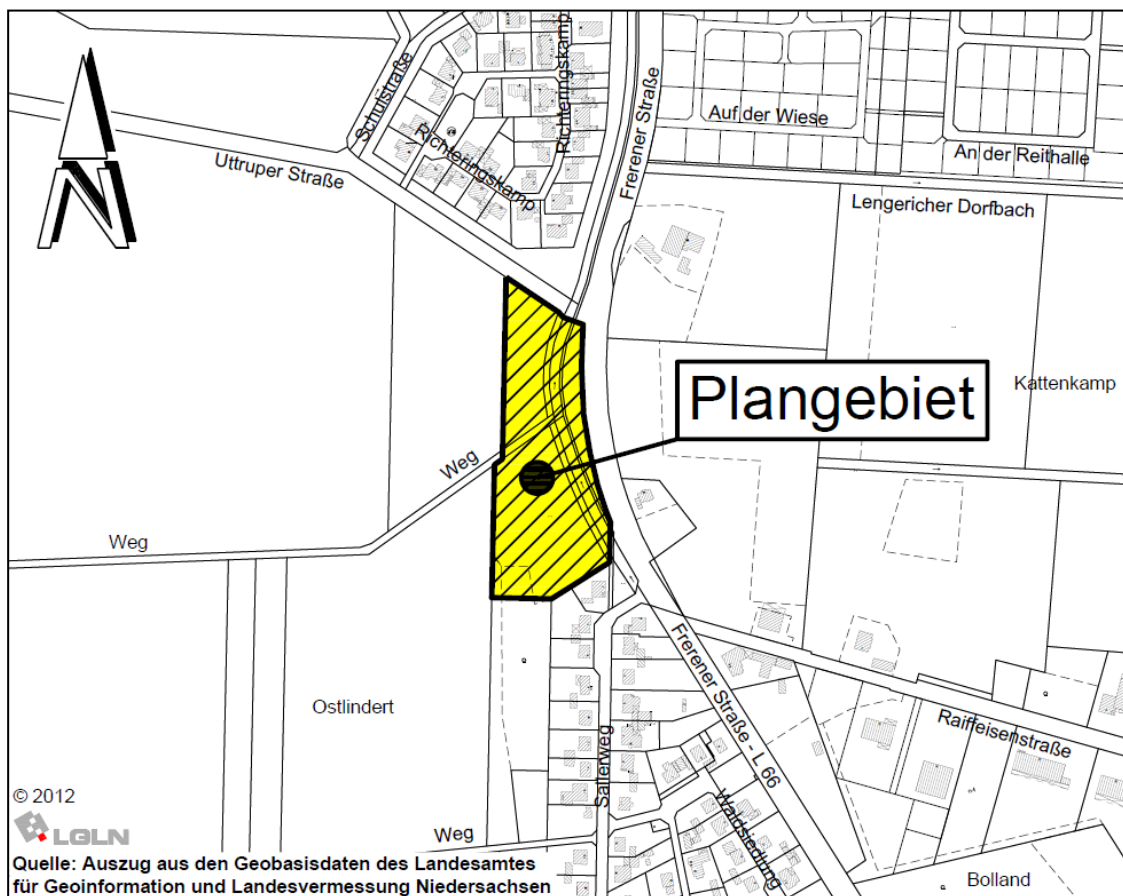 Schulstraße
Richteringskamp
Richteringskamp
Frerener Straße
Auf der Wiese
An der Reithalle
Uttruper Straße
Lengericher Dorfbach
N
Plangebiet
Kattenkamp
Weg
Weg
Ostlindert
Frerener Straße - L 66
Raiffeisenstraße
Sallerweg
Waldsiedlung
© 2012
LGLN
Weg
Quelle: Auszug aus den Geobasisdaten des Landesamtes
für Geoinformation und Landesvermessung Niedersachsen
Bolland